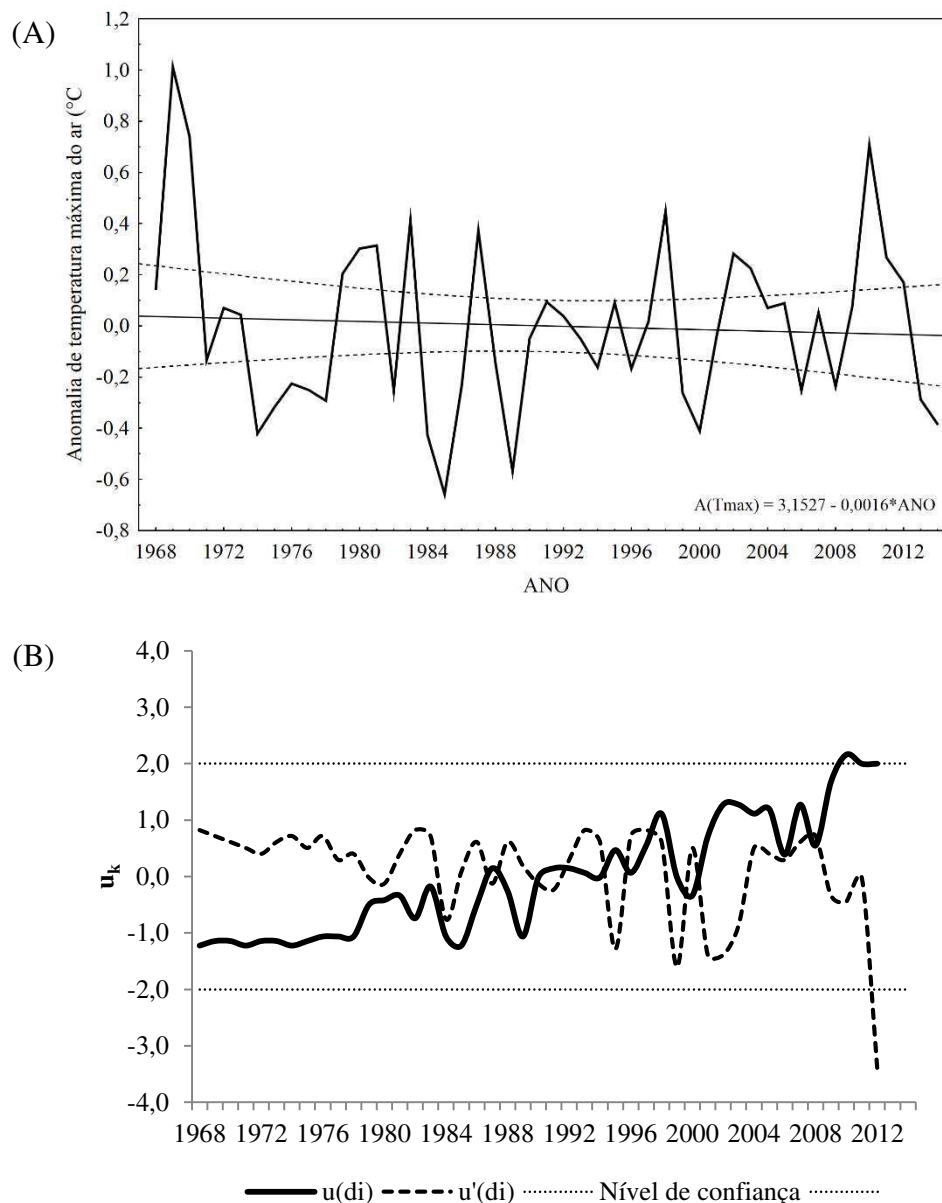 (A)
Anomalia de temperatura máxima do ar (°C
1,2
1,0
0,8
0,6
0,4
0,2
0,0
-0,2
-0,4
-0,6
-0,8
A(Tmax) = 3,1527 - 0,0016*ANO
1968 1972 1976 1980 1984 1988 1992 1996 2000 2004 2008 2012
ANO
(B)
u_k
4,0
3,0
2,0
1,0
0,0
-1,0
-2,0
-3,0
-4,0
1968 1972 1976 1980 1984 1988 1992 1996 2000 2004 2008 2012
u(di) u'(di) Nível de confiança